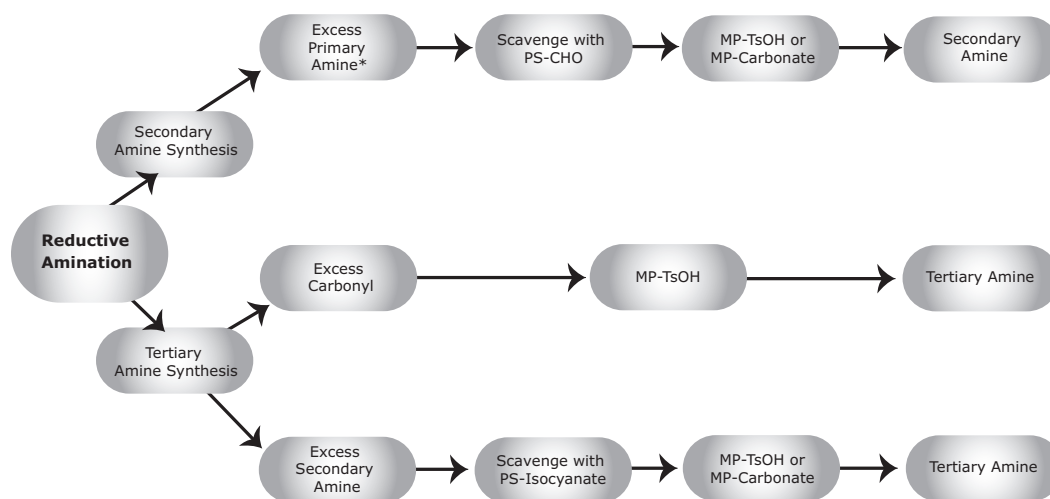 Excess
Primary
Amine*
Scavenge with
PS-CHO
MP-TsOH or
MP-Carbonate
Secondary
Amine
Secondary
Amine Synthesis
Reductive
Amination
Excess
Carbonyl
MP-TsOH
Tertiary Amine
Tertiary
Amine Synthesis
Excess
Secondary
Amine
Scavenge with
PS-Isocyanate
MP-TsOH or
MP-Carbonate
Tertiary Amine